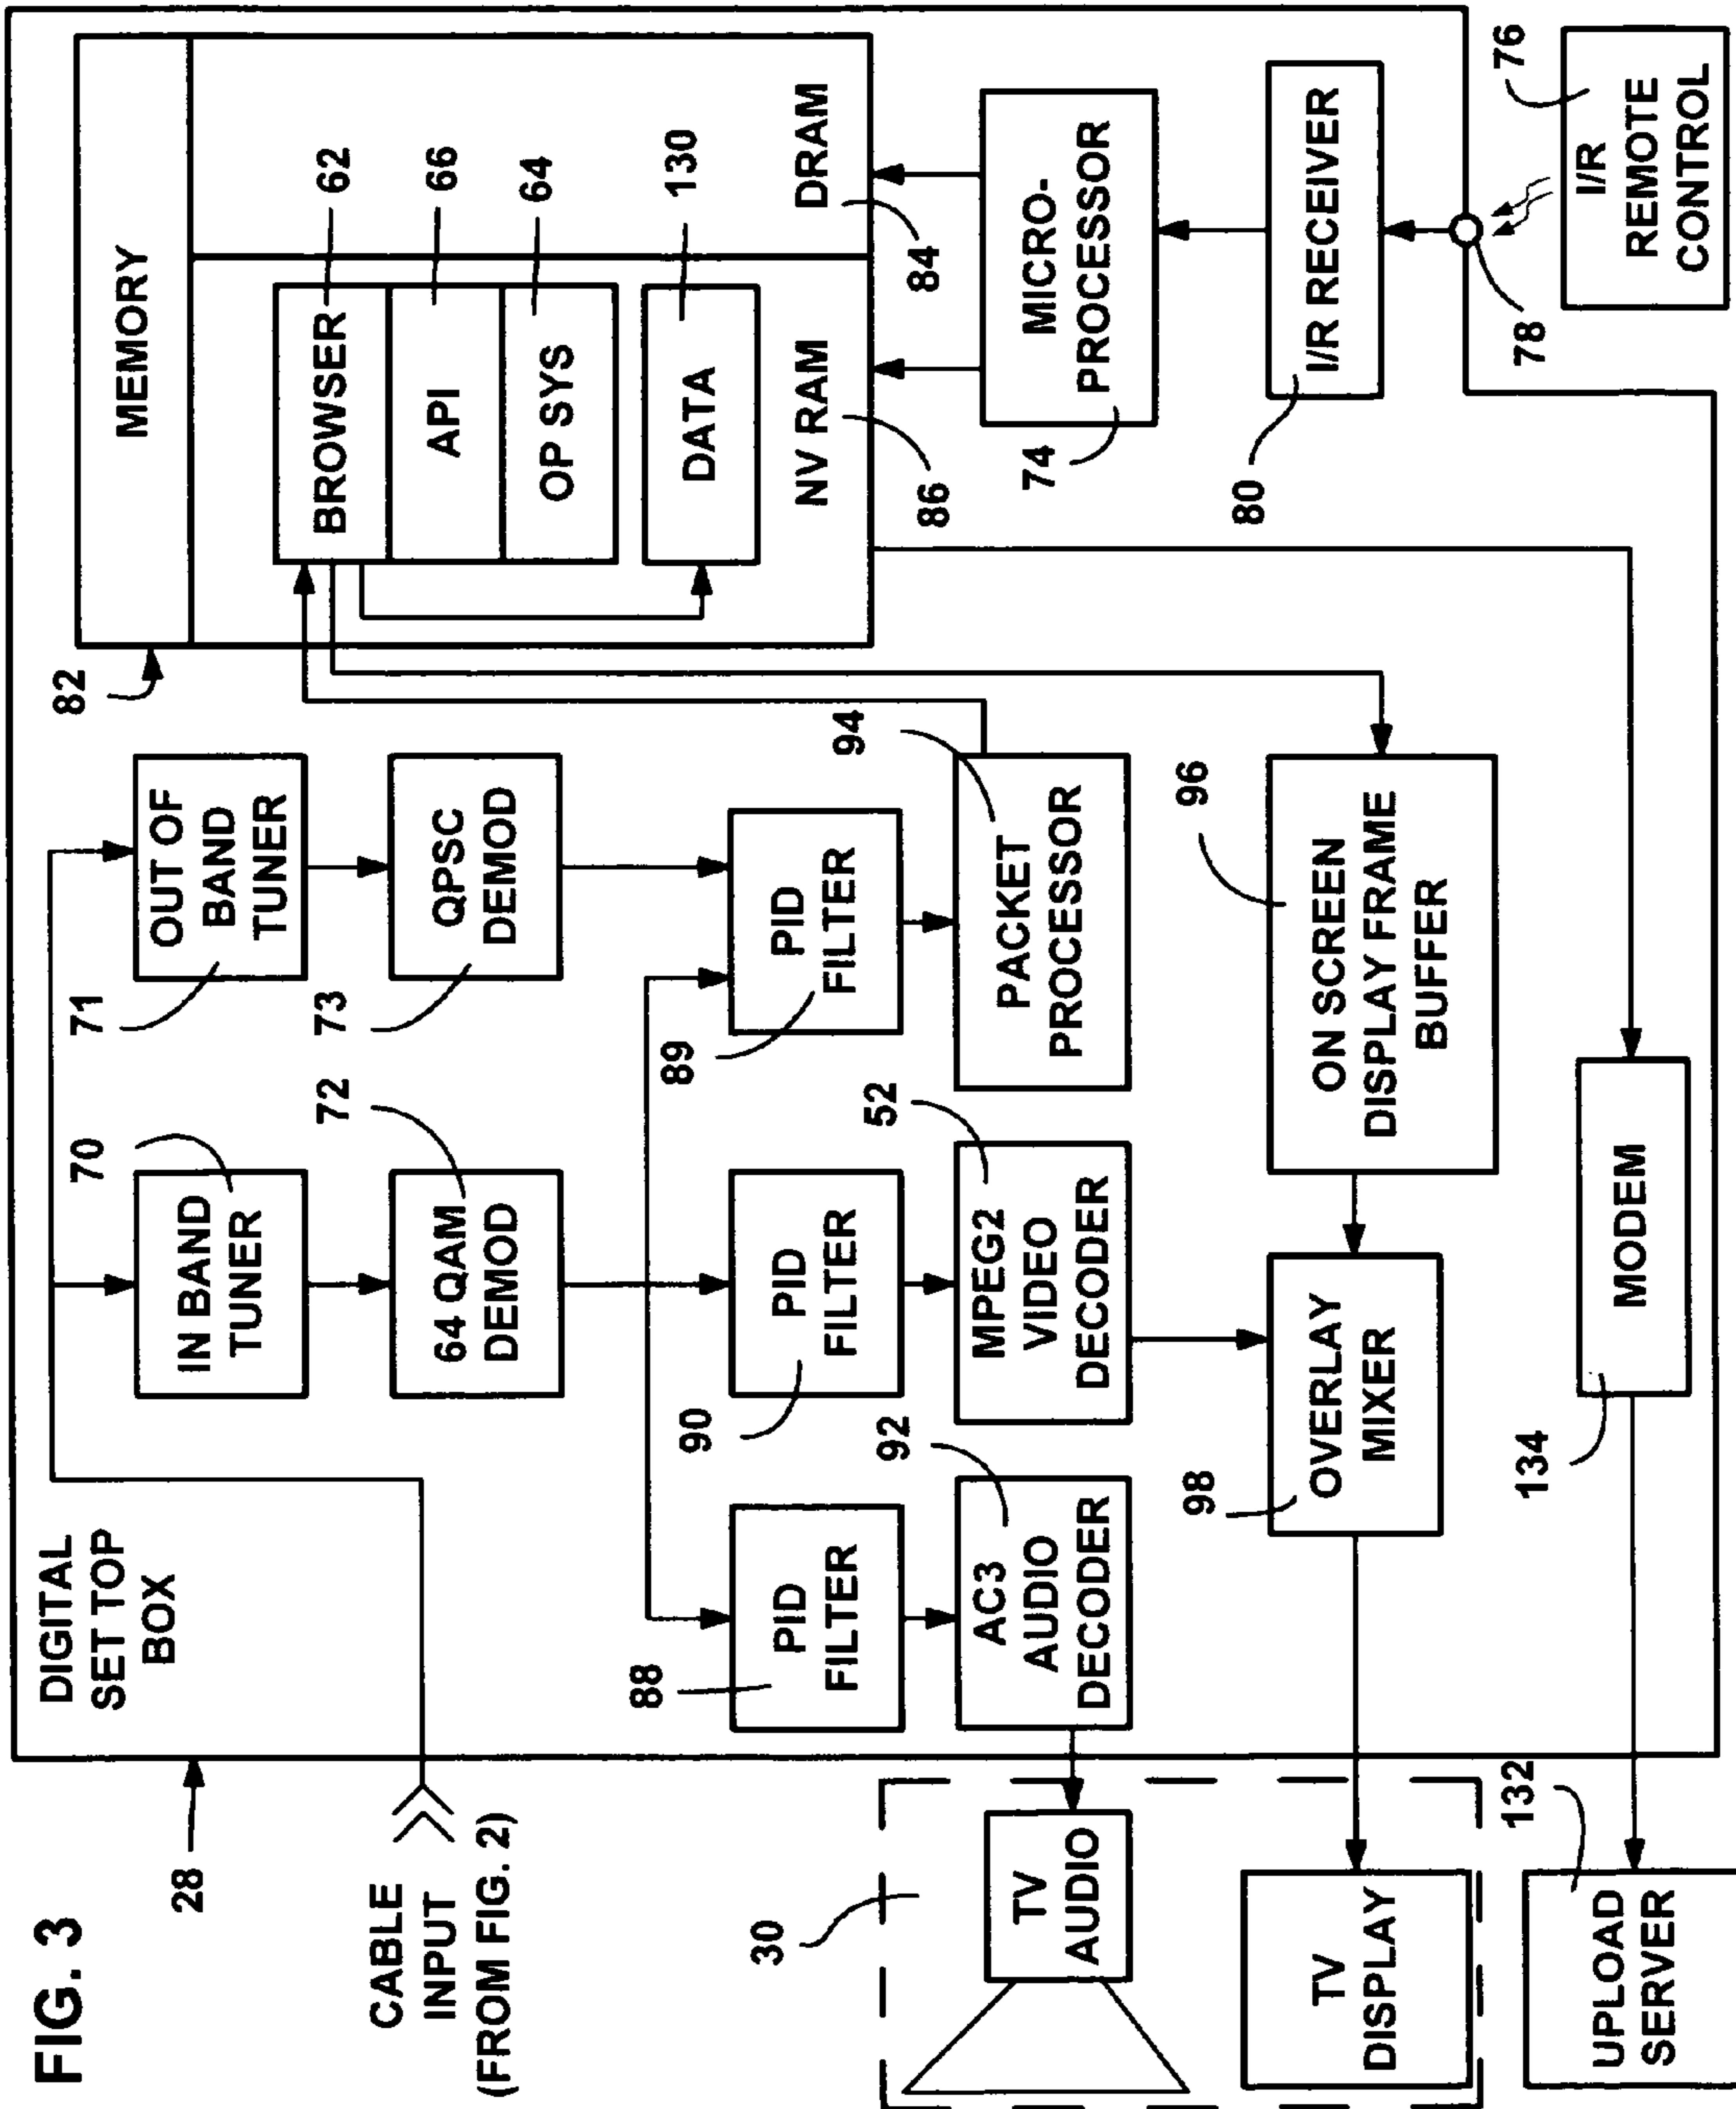 FIG. 3
28
DIGITAL
SET TOP
BOX
CABLE
INPUT
(FROM FIG. 2)
70
IN BAND
TUNER
71
OUT OF
BAND
TUNER
82
MEMORY
72
64 QAM
DEMOD
73
QPSC
DEMOD
BROWSER
62
API
66
OP SYS
64
DATA
130
NV RAM
86
DRAM
84
88
PID
FILTER
90
PID
FILTER
89
PID
FILTER
92
AC3
AUDIO
DECODER
52
MPEG2
VIDEO
DECODER
94
PACKET
PROCESSOR
74
MICRO-
PROCESSOR
30
TV
AUDIO
TV
DISPLAY
98
OVERLAY
MIXER
96
ON SCREEN
DISPLAY FRAME
BUFFER
80
I/R RECEIVER
78
76
I/R
REMOTE
CONTROL
132
UPLOAD
SERVER
134
MODEM